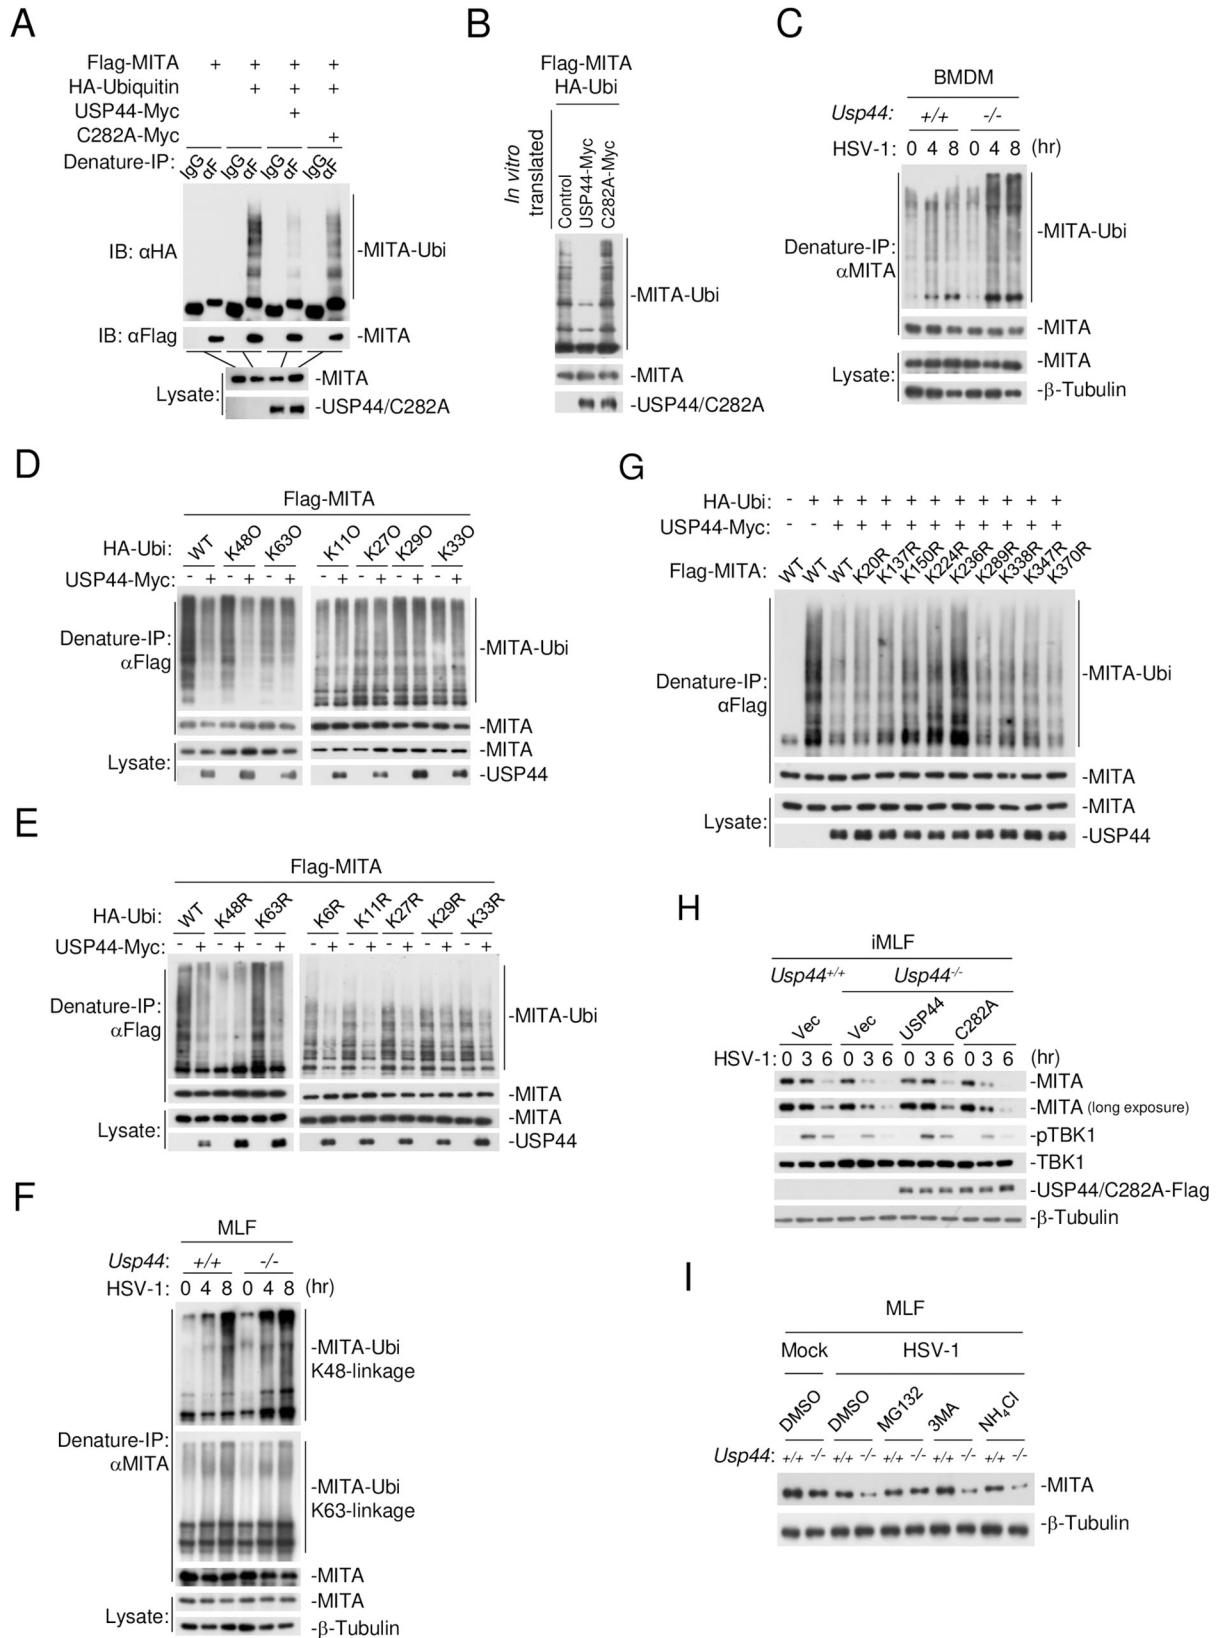 A
Flag-MITA + + + +
HA-Ubiquitin + + +
USP44-Myc +
C282A-Myc +
Denature-IP: IgG αF IgG αF IgG αF IgG αF
IB: αHA -MITA-Ubi
IB: αFlag -MITA
Lysate: -MITA
-USP44/C282A
B
Flag-MITA
HA-Ubi
In vitro
translated
Control
USP44-Myc
C282A-Myc
-MITA-Ubi
-MITA
-USP44/C282A
C
BMDM
Usp44: +/+ -/-
HSV-1: 0 4 8 0 4 8 (hr)
Denature-IP:
αMITA
-MITA-Ubi
-MITA
Lysate: -MITA
-β-Tubulin
D
Flag-MITA
HA-Ubi: WT K48O K63O K11O K27O K29O K33O
USP44-Myc: - + - + - + - + - + - + - +
Denature-IP:
αFlag
-MITA-Ubi
-MITA
Lysate: -MITA
-USP44
E
Flag-MITA
HA-Ubi: WT K48R K63R K6R K11R K27R K29R K33R
USP44-Myc: - + - + - + - + - + - + - + - +
Denature-IP:
αFlag
-MITA-Ubi
-MITA
Lysate: -MITA
-USP44
F
MLF
Usp44: +/+ -/-
HSV-1: 0 4 8 0 4 8 (hr)
-MITA-Ubi
K48-linkage
Denature-IP:
αMITA
-MITA-Ubi
K63-linkage
-MITA
Lysate: -MITA
-β-Tubulin
G
HA-Ubi: - + + + + + + + + + + +
USP44-Myc: - - + + + + + + + + + +
Flag-MITA: WT WT WT K20R K137R K150R K224R K236R K289R K338R K347R K370R
Denature-IP:
αFlag
-MITA-Ubi
-MITA
Lysate: -MITA
-USP44
H
iMLF
Usp44+/+ Usp44-/-
Vec Vec USP44 C282A
HSV-1: 0 3 6 0 3 6 0 3 6 0 3 6 (hr)
-MITA
-MITA (long exposure)
-pTBK1
-TBK1
-USP44/C282A-Flag
-β-Tubulin
I
MLF
Mock HSV-1
DMSO DMSO MG132 3MA NH4Cl
Usp44: +/+ -/- +/+ -/- +/+ -/- +/+ -/- +/+ -/-
-MITA
-β-Tubulin